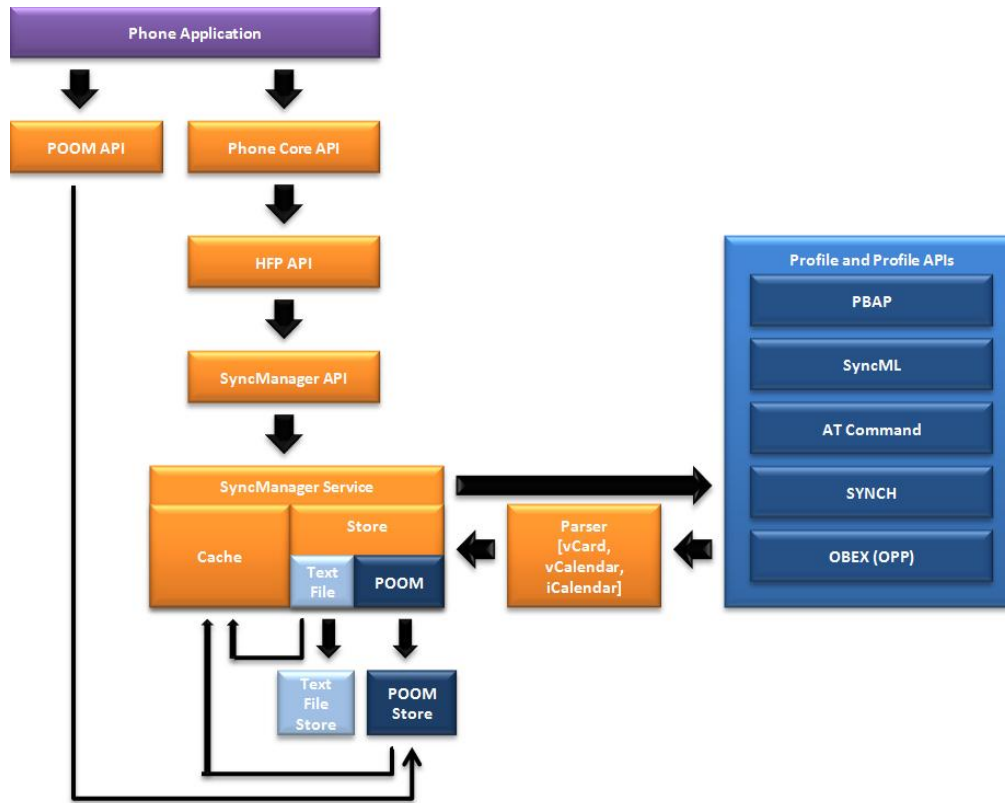 Phone Application
POOM API
Phone Core API
HFP API
Profile and Profile APIs
PBAP
SyncManager API
SyncML
AT Command
SyncManager Service
SYNCH
Store
Parser
[vCard,
vCalendar,
iCalendar]
Cache
Text
File
POOM
OBEX (OPP)
Text
File
Store
POOM
Store